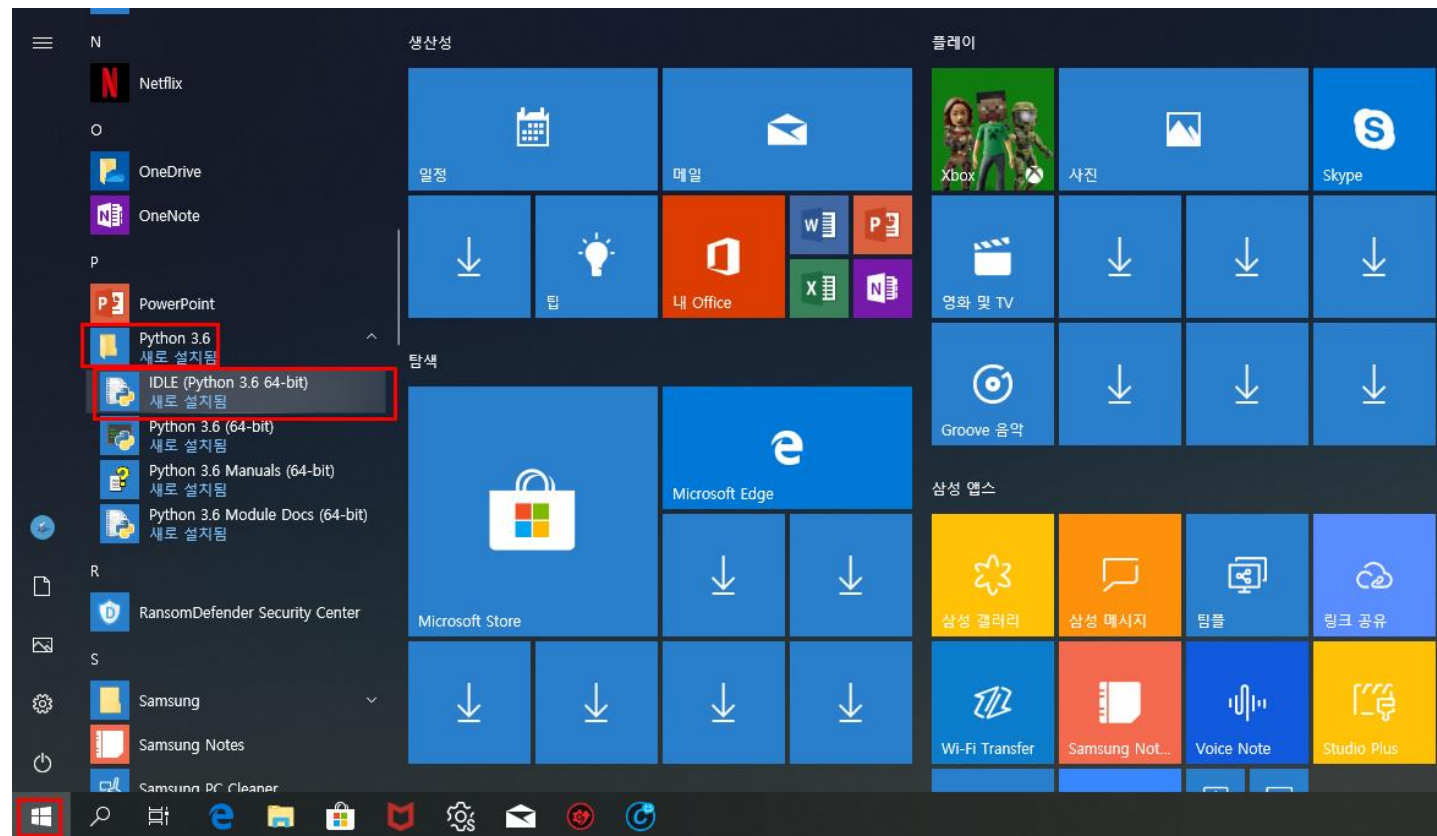 N
Netflix
O
OneDrive
OneNote
P
PowerPoint
Python 3.6
새로 설치됨
IDLE (Python 3.6 64-bit)
새로 설치됨
Python 3.6 (64-bit)
새로 설치됨
Python 3.6 Manuals (64-bit)
새로 설치됨
Python 3.6 Module Docs (64-bit)
새로 설치됨
R
RansomDefender Security Center
S
Samsung
Samsung Notes
Samsung PC Cleaner
생산성
일정
메일
팁
내 Office
탐색
Microsoft Store
Microsoft Edge
플레이
Xbox
사진
Skype
영화 및 TV
Groove 음악
삼성 앱스
삼성 갤러리
삼성 메시지
팀플
링크 공유
Wi-Fi Transfer
Samsung Not...
Voice Note
Studio Plus